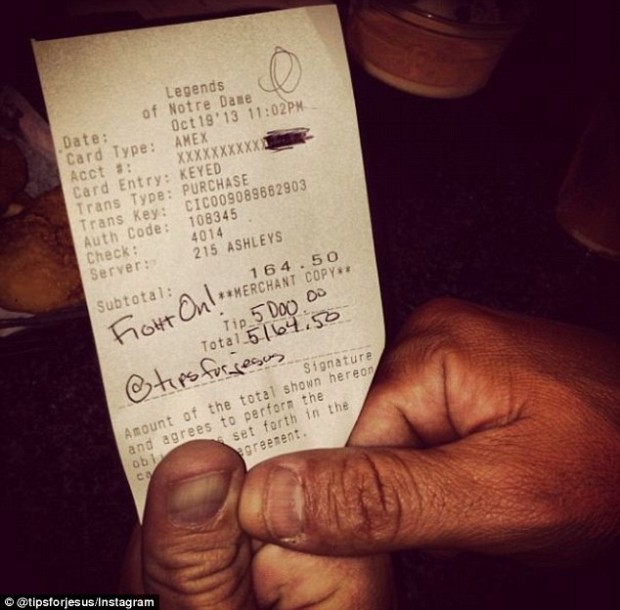 Legends
of Notre Dame
Date: Oct19'13 11:02PM
Card Type: AMEX
Acct #: XXXXXXXXXXX
Card Entry: KEYED
Trans Type: PURCHASE
Trans Key: CIC009089662903
Auth Code: 108345
Check: 4014
Server: 215 ASHLEYS
Subtotal: 164.50
**MERCHANT COPY**
Fight On!
Tip 5000.00
Total 5164.50
@tipsforjesus
Signature
Amount of the total shown hereon
and agrees to perform the
set forth in the
agreement.
© @tipsforjesus/Instagram